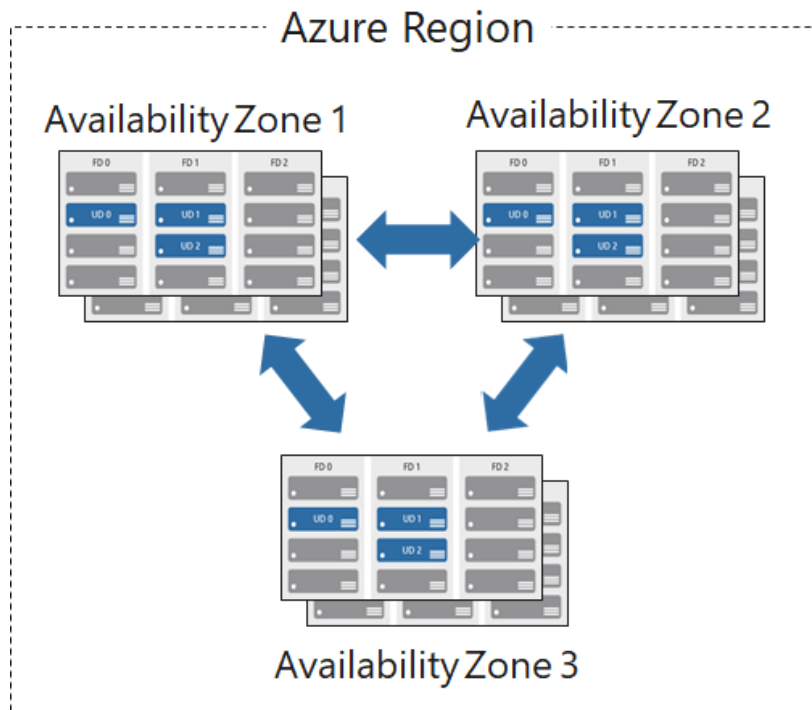 Azure Region
Availability Zone 1
FD 0 FD 1 FD 2
UD 0 UD 1
UD 2
Availability Zone 2
FD 0 FD 1 FD 2
UD 0 UD 1
UD 2
FD 0 FD 1 FD 2
UD 0 UD 1
UD 2
Availability Zone 3